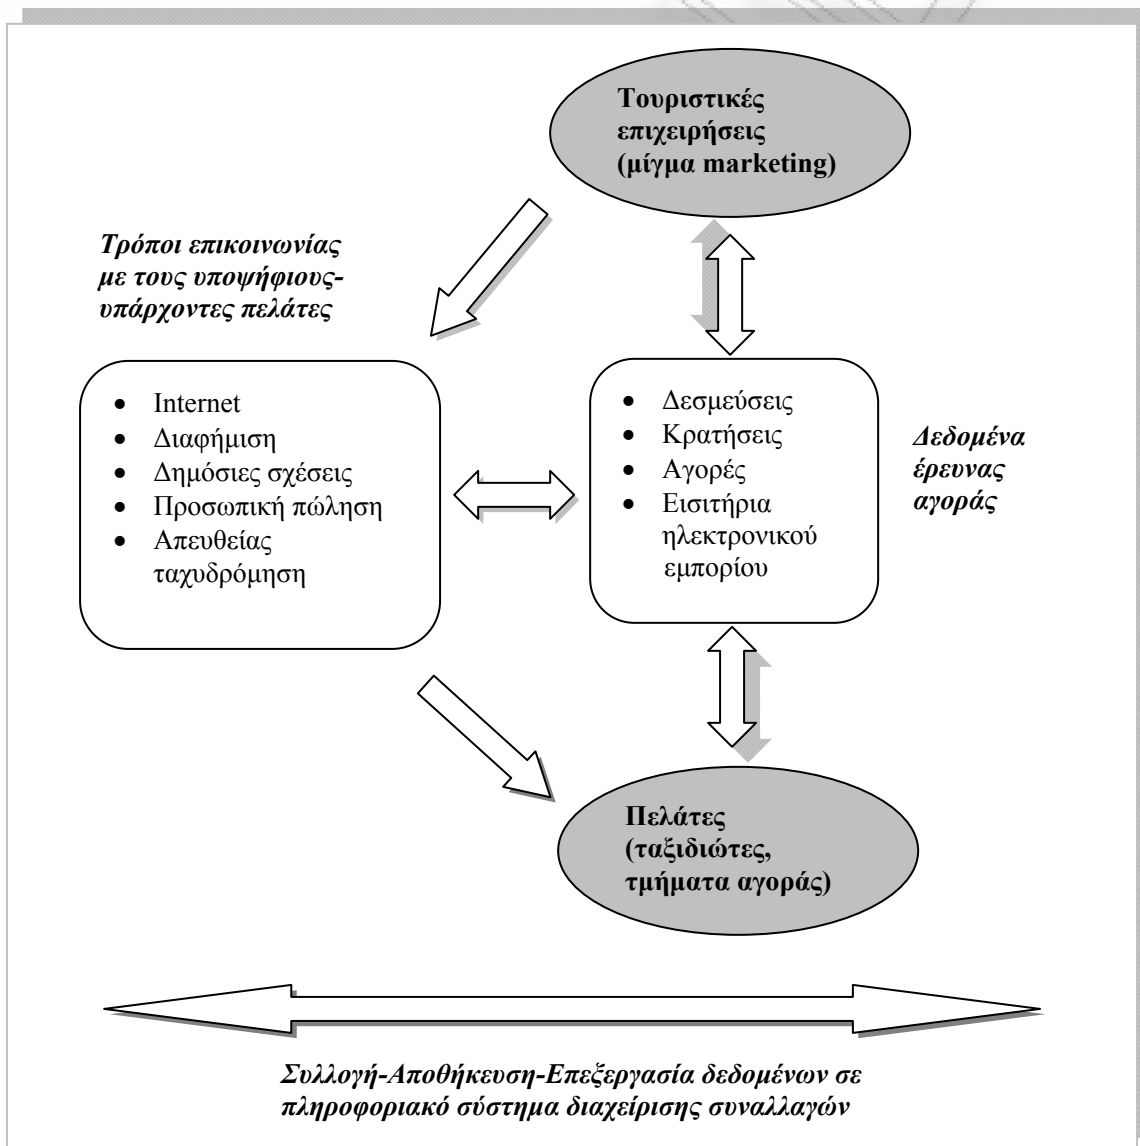 Τουριστικές
επιχειρήσεις
(μίγμα marketing)
Τρόποι επικοινωνίας
με τους υποψήφιους-
υπάρχοντες πελάτες
• Internet
• Διαφήμιση
• Δημόσιες σχέσεις
• Προσωπική πώληση
• Απευθείας
ταχυδρόμηση
• Δεσμεύσεις
• Κρατήσεις
• Αγορές
• Εισιτήρια
ηλεκτρονικού
εμπορίου
Δεδομένα
έρευνας
αγοράς
Πελάτες
(ταξιδιώτες,
τμήματα αγοράς)
Συλλογή-Αποθήκευση-Επεξεργασία δεδομένων σε
πληροφοριακό σύστημα διαχείρισης συναλλαγών